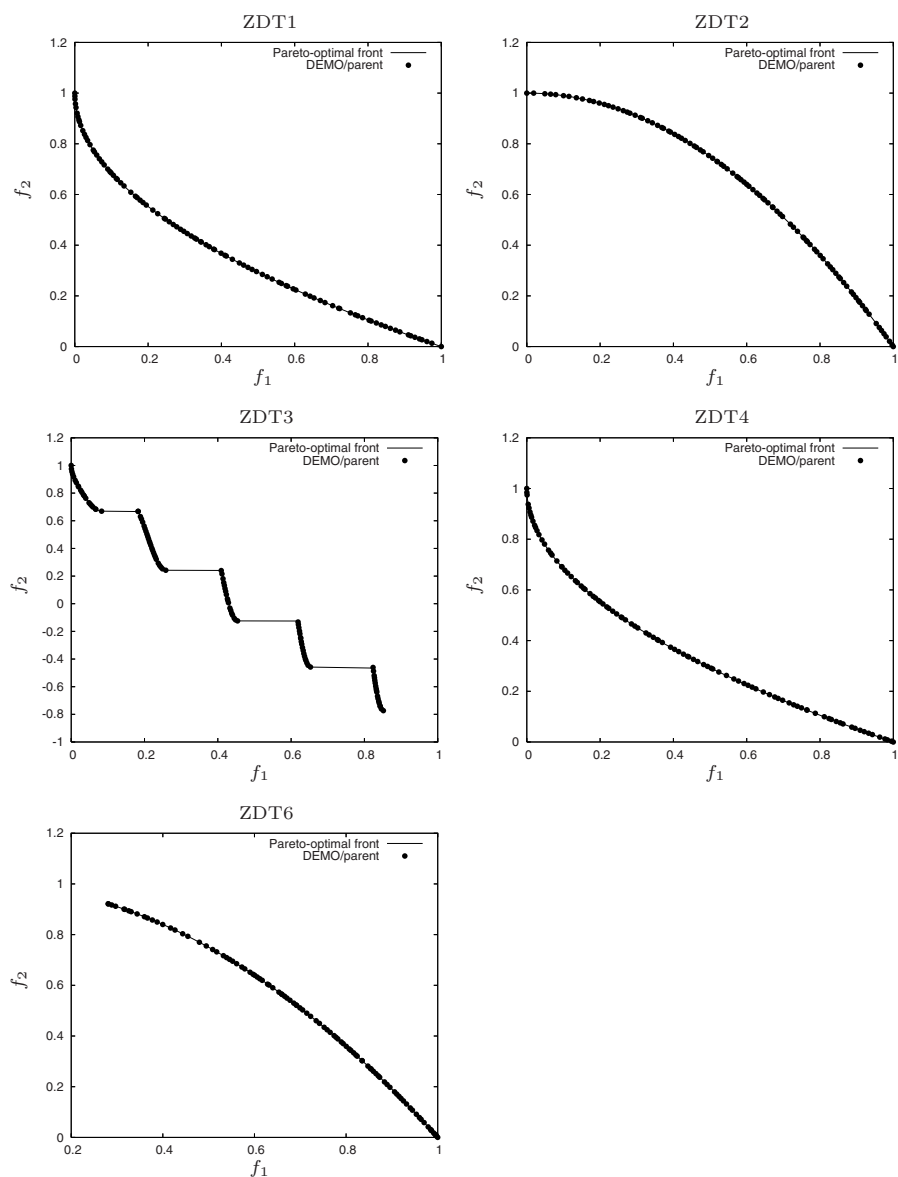 ZDT1
1.2
Pareto-optimal front
DEMO/parent
1
0.8
0.6
0.4
0.2
0
f2
0 0.2 0.4 0.6 0.8 1
f1
ZDT2
1.2
Pareto-optimal front
DEMO/parent
1
0.8
0.6
0.4
0.2
0
f2
0 0.2 0.4 0.6 0.8 1
f1
ZDT3
1.2
Pareto-optimal front
DEMO/parent
1
0.8
0.6
0.4
0.2
0
-0.2
-0.4
-0.6
-0.8
-1
f2
0 0.2 0.4 0.6 0.8 1
f1
ZDT4
1.2
Pareto-optimal front
DEMO/parent
1
0.8
0.6
0.4
0.2
0
f2
0 0.2 0.4 0.6 0.8 1
f1
ZDT6
1.2
Pareto-optimal front
DEMO/parent
1
0.8
0.6
0.4
0.2
0
f2
0.2 0.4 0.6 0.8 1
f1